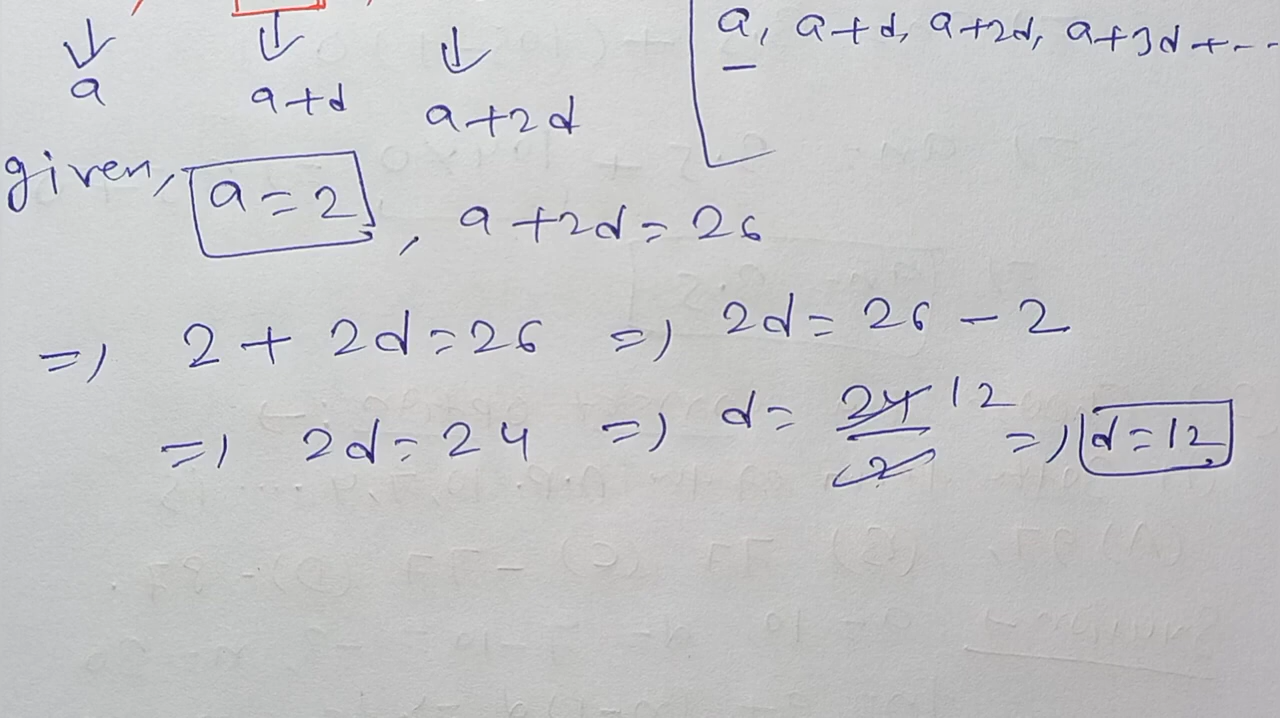 a, a+d, a+2d, a+3d+--
↓ ↓ ↓
a a+d a+2d
given, a=2, a+2d=26
=) 2+2d=26 =) 2d=26-2
=) 2d=24 =) d=24/2 12 =) d=12